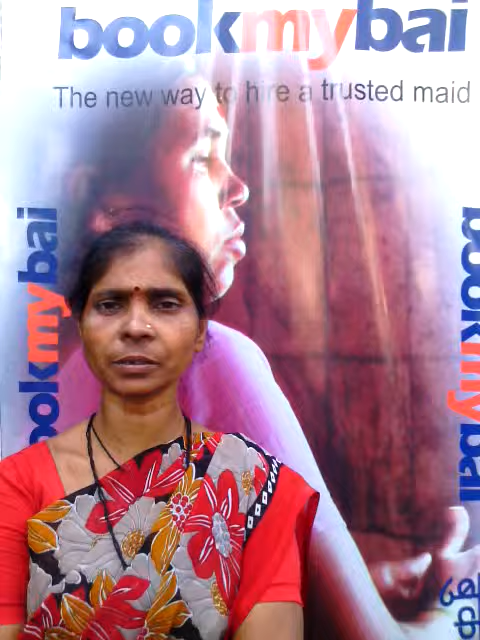 bookmybai
The new way to hire a trusted maid
bookmybai
bookmybai
बुक